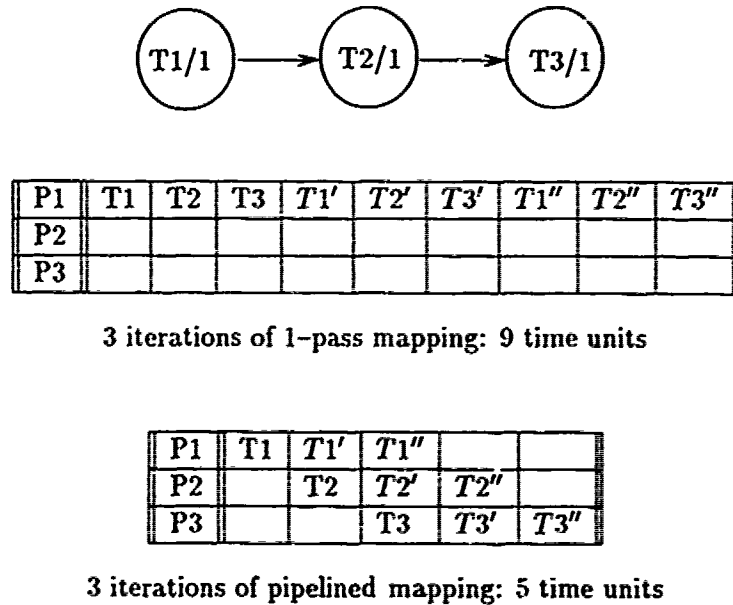 T1/1 T2/1 T3/1
P1 T1 T2 T3 T1′ T2′ T3′ T1″ T2″ T3″
P2
P3
3 iterations of 1–pass mapping: 9 time units
P1 T1 T1′ T1″
P2 T2 T2′ T2″
P3 T3 T3′ T3″
3 iterations of pipelined mapping: 5 time units